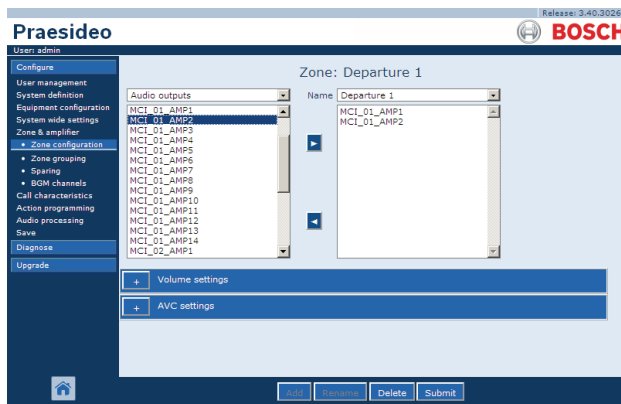 Release: 3.40.3026
Praesideo
BOSCH
User: admin
Configure
User management
System definition
Equipment configuration
System wide settings
Zone & amplifier
• Zone configuration
• Zone grouping
• Sparing
• BGM channels
Call characteristics
Action programming
Audio processing
Save
Diagnose
Upgrade
Zone: Departure 1
Audio outputs
MCI_01_AMP1
MCI_01_AMP2
MCI_01_AMP3
MCI_01_AMP4
MCI_01_AMP5
MCI_01_AMP6
MCI_01_AMP7
MCI_01_AMP8
MCI_01_AMP9
MCI_01_AMP10
MCI_01_AMP11
MCI_01_AMP12
MCI_01_AMP13
MCI_01_AMP14
MCI_02_AMP1
Name Departure 1
MCI_01_AMP1
MCI_01_AMP2
+ Volume settings
+ AVC settings
Add Rename Delete Submit